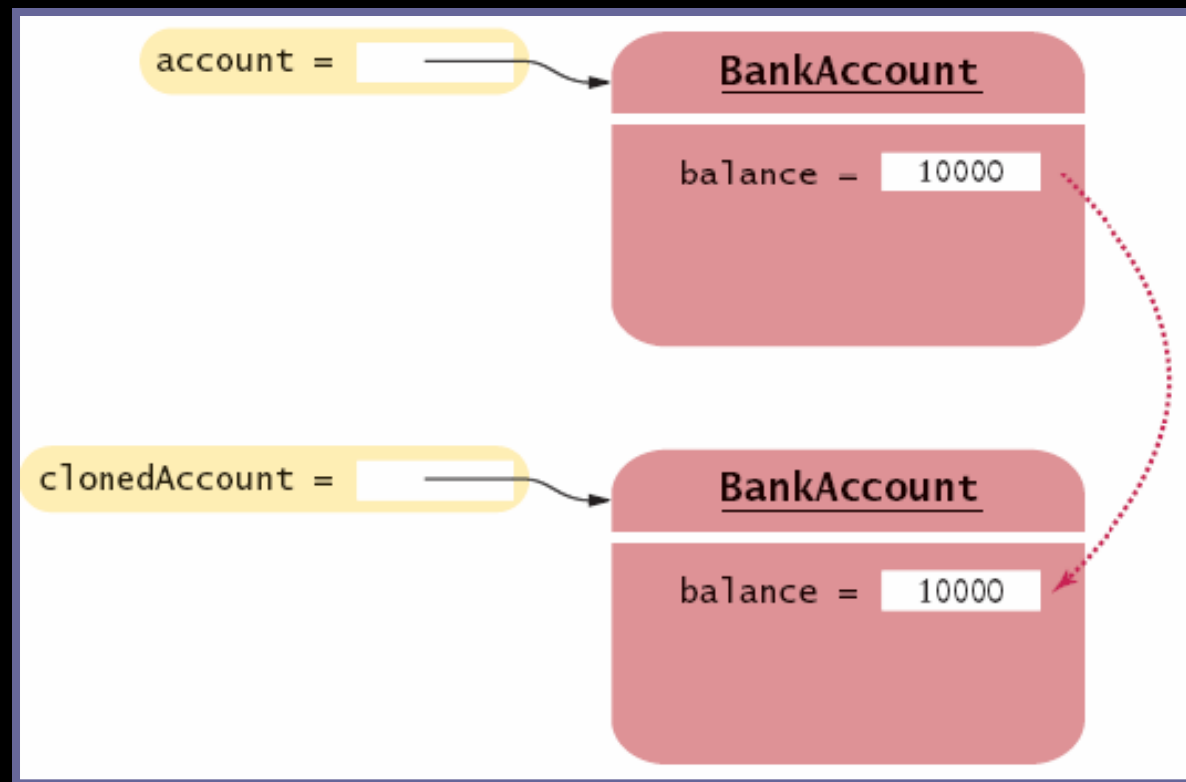 account =
BankAccount
balance = 10000
clonedAccount =
BankAccount
balance = 10000